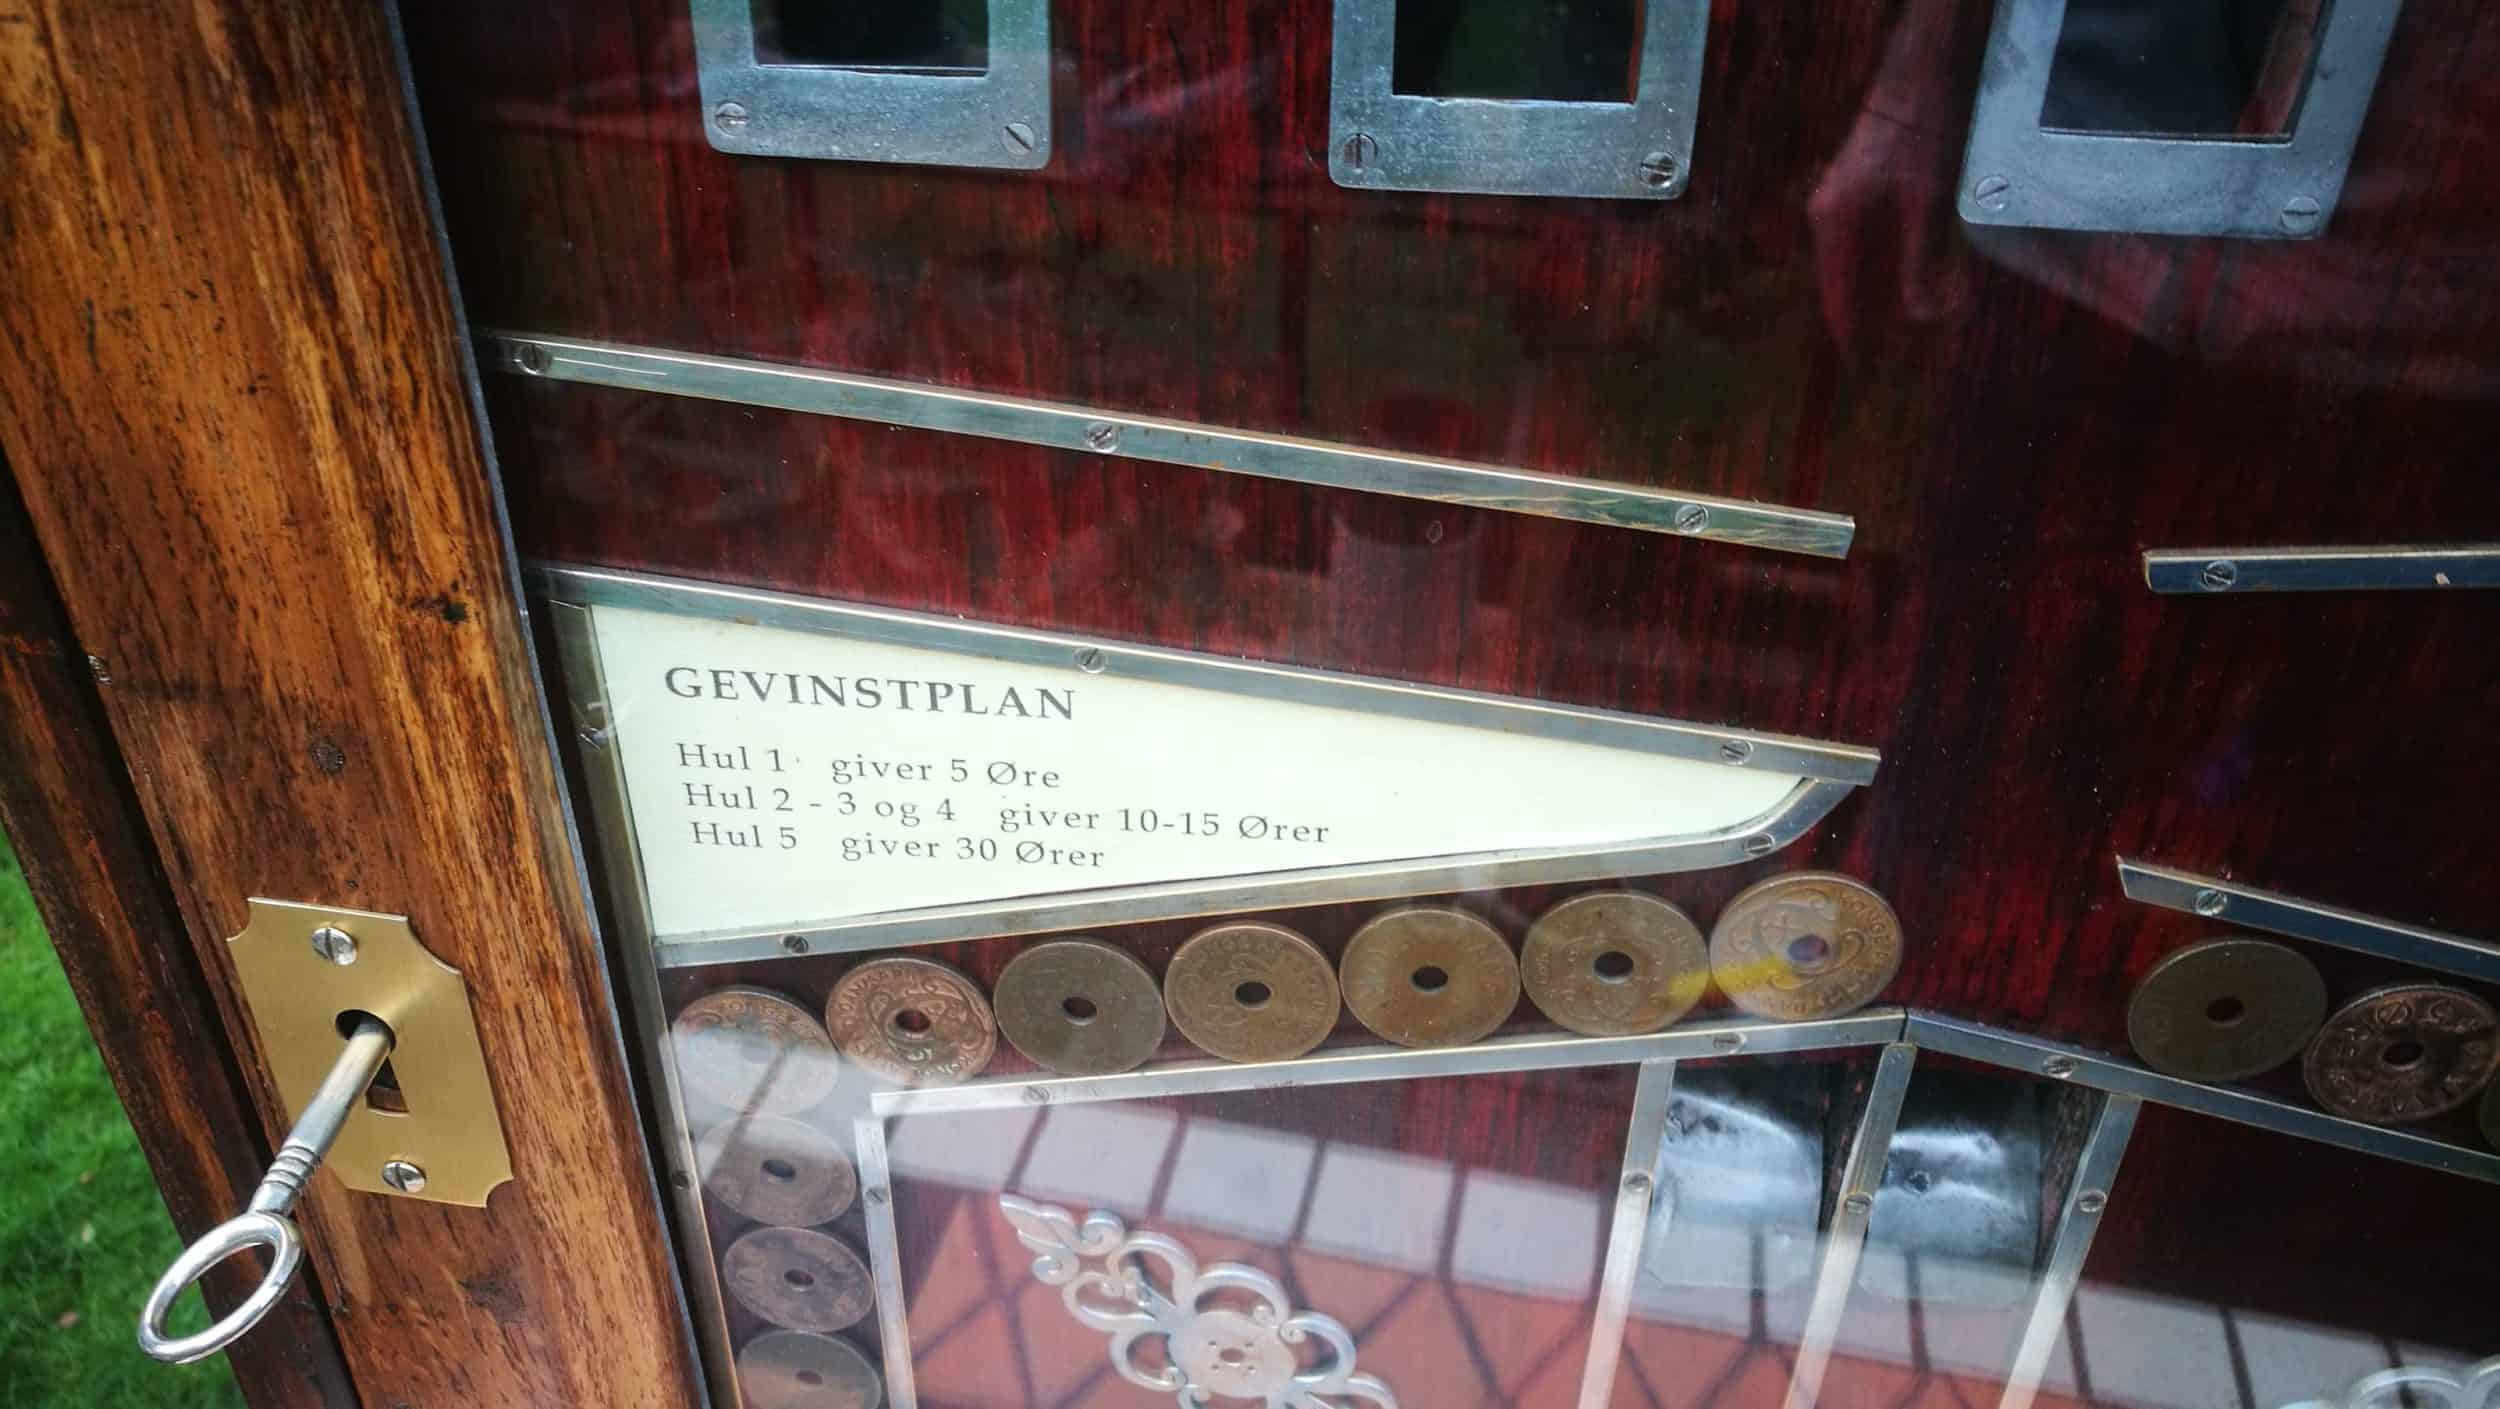 GEVINSTPLAN
Hul 1 giver 5 Øre
Hul 2 - 3 og 4 giver 10-15 Ører
Hul 5 giver 30 Ører